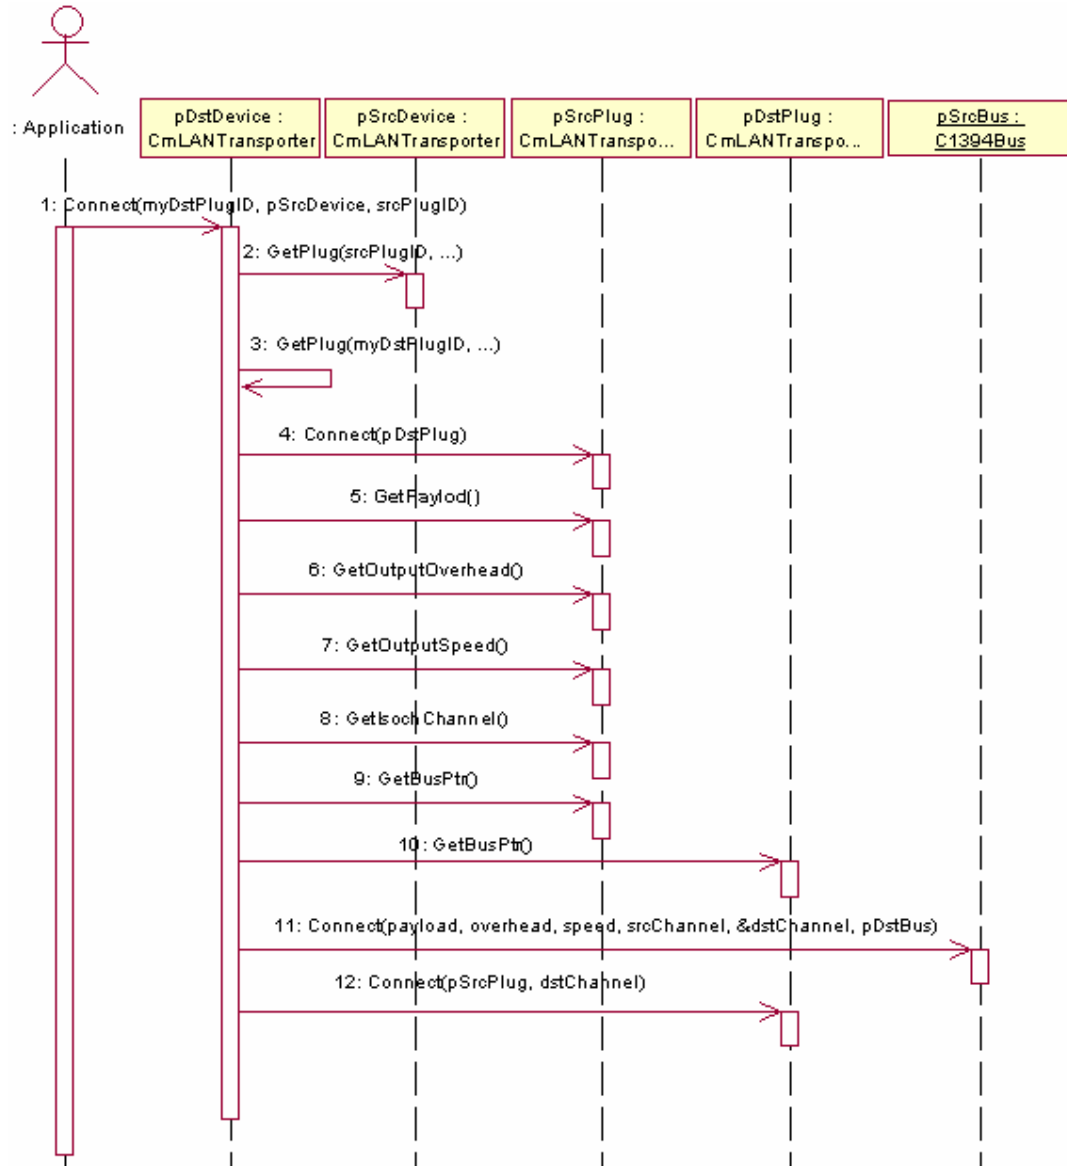 : Application
pDstDevice :
CmLANTransporter
pSrcDevice :
CmLANTransporter
pSrcPlug :
CmLANTranspo...
pDstPlug :
CmLANTranspo...
pSrcBus :
C1394Bus
1: Connect(myDstPlugID, pSrcDevice, srcPlugID)
2: GetPlug(srcPlugID, ...)
3: GetPlug(myDstPlugID, ...)
4: Connect(pDstPlug)
5: GetPaylod()
6: GetOutputOverhead()
7: GetOutputSpeed()
8: GetIsochChannel()
9: GetBusPtr()
10: GetBusPtr()
11: Connect(payload, overhead, speed, srcChannel, &dstChannel, pDstBus)
12: Connect(pSrcPlug, dstChannel)